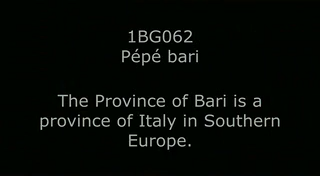 1BG062
Pépé bari
The Province of Bari is a
province of Italy in Southern
Europe.